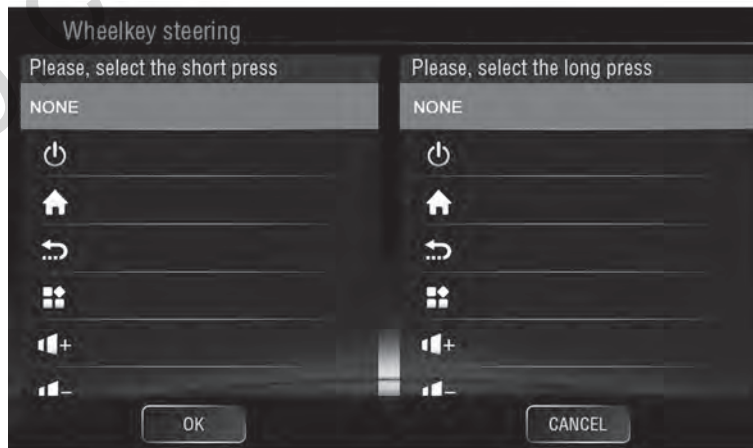 Wheelkey steering
Please, select the short press
Please, select the long press
NONE
NONE
+
+
-
-
OK
CANCEL